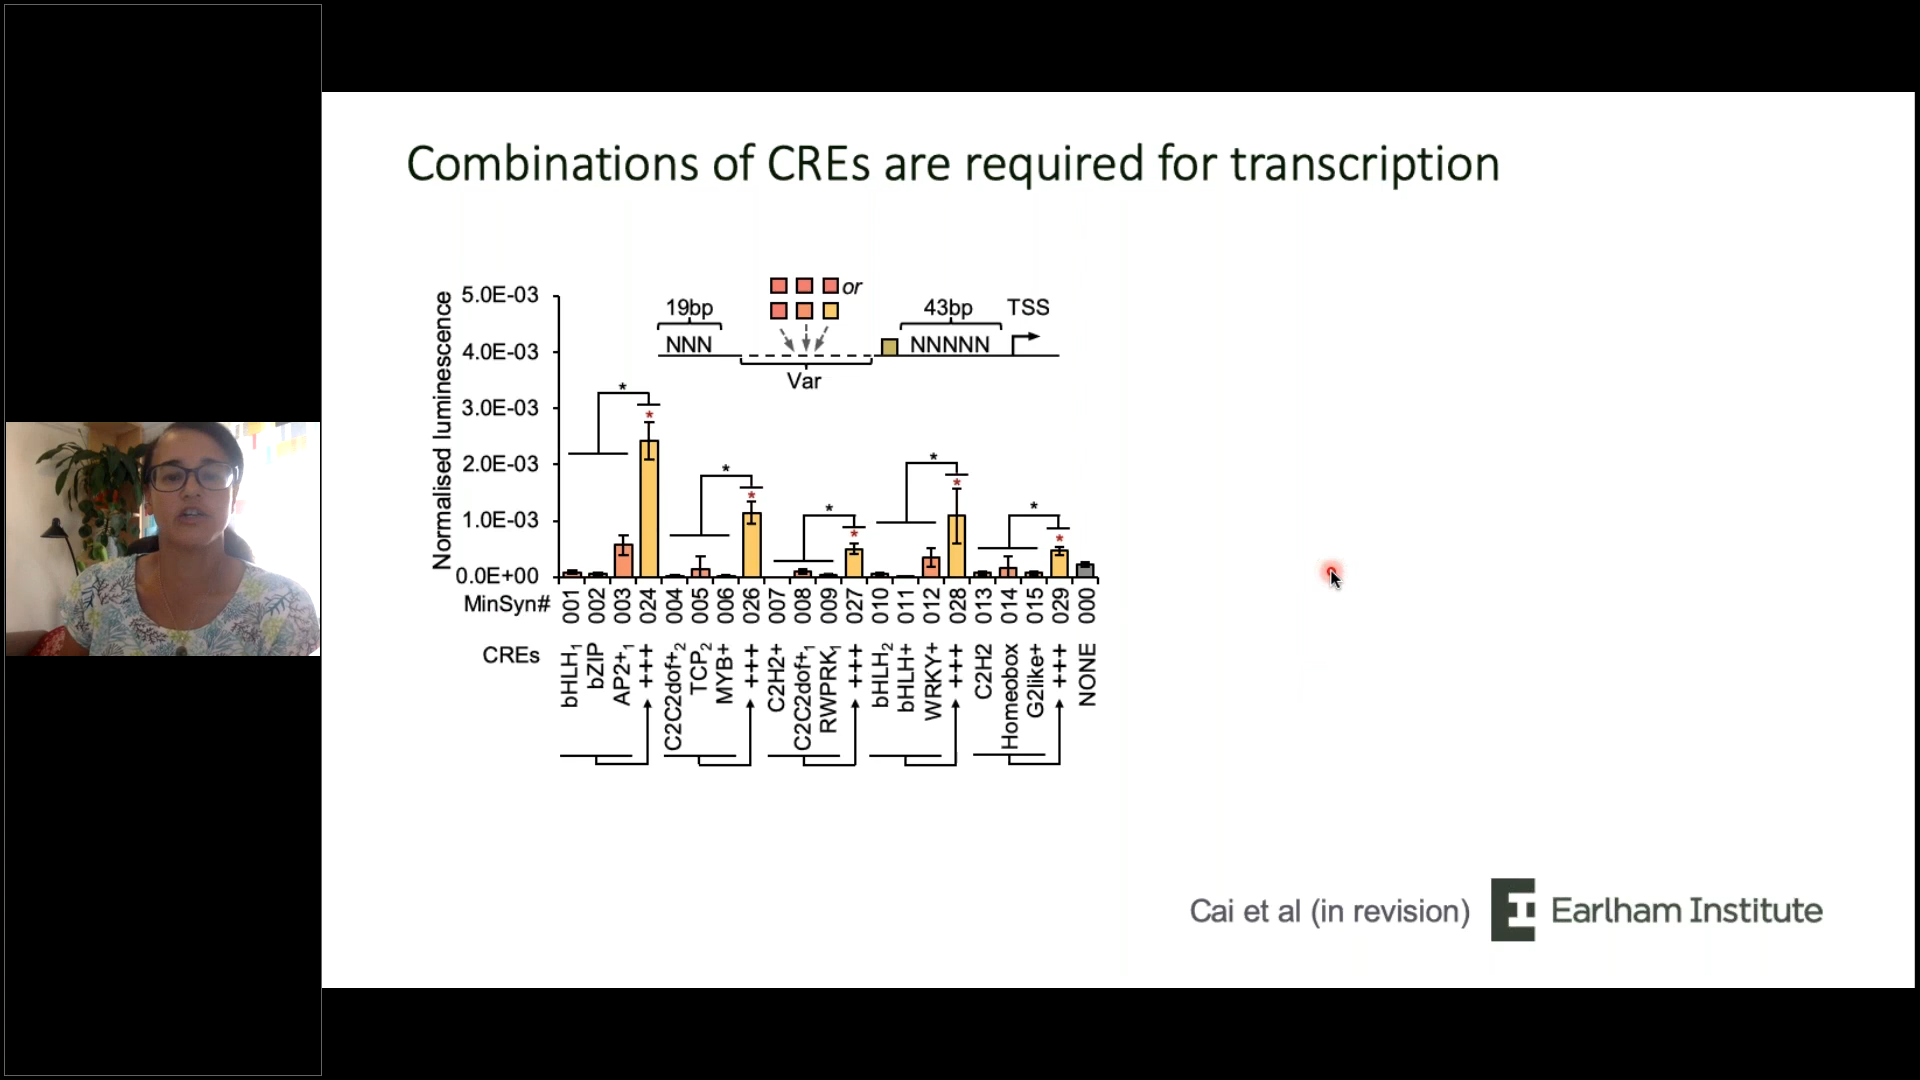 Combinations of CREs are required for transcription
Normalised luminescence
5.0E-03
4.0E-03
3.0E-03
2.0E-03
1.0E-03
0.0E+00
19bp
or
43bp
TSS
NNN
NNNNN
Var
*
*
*
*
*
*
*
*
*
*
MinSyn# 001 002 003 024 004 005 006 026 007 008 009 027 010 011 012 028 013 014 015 029 000
CREs bHLH₁ bZIP AP2+₁ +++ C2C2dof+₂ TCP₂ MYB+ +++ C2H2+ C2C2dof+₁ RWPRK₁ +++ bHLH₂ bHLH+ WRKY+ +++ C2H2 Homeobox G2like+ +++ NONE
Cai et al (in revision)
Earlham Institute